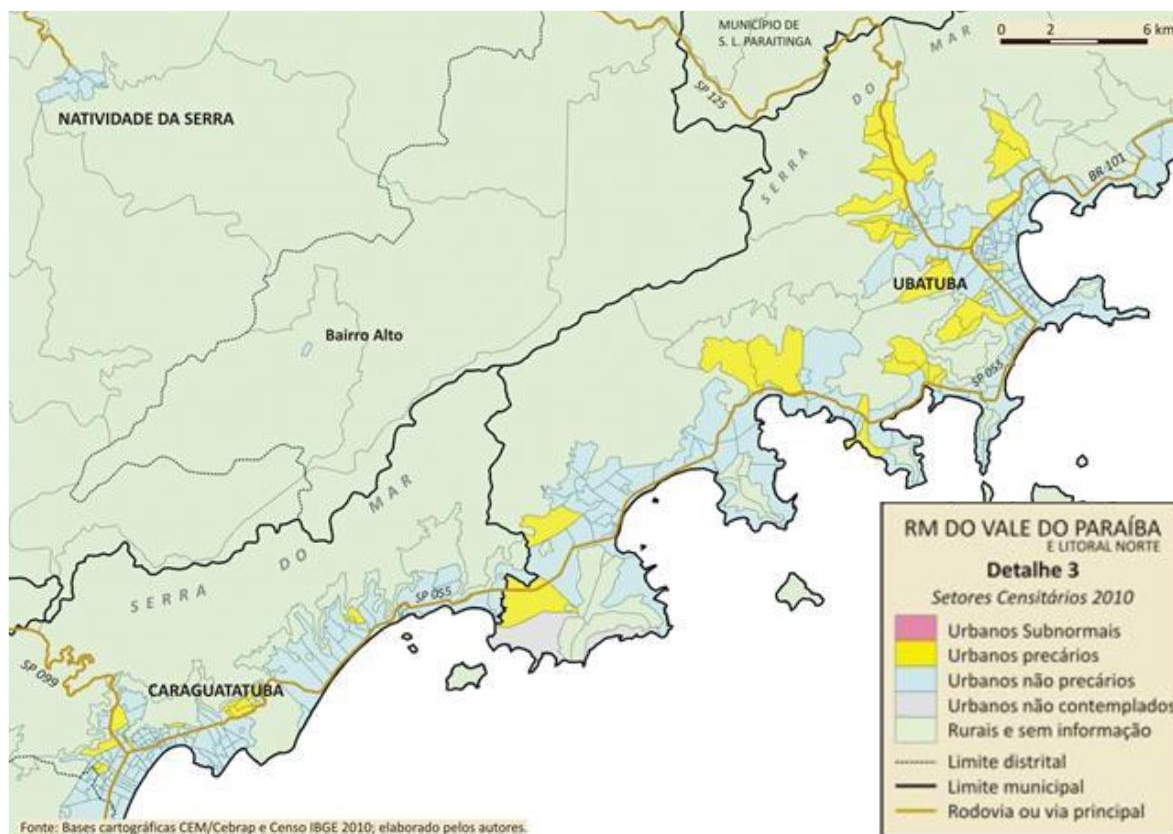 MUNICÍPIO DE
S. L. PARAITINGA
0 2 6 km
MAR
DO
SERRA
SP 125
NATIVIDADE DA SERRA
BR 101
UBATUBA
Bairro Alto
SP 055
MAR
DO
SERRA
SP 055
SP 099
CARAGUATATUBA
RM DO VALE DO PARAÍBA
E LITORAL NORTE
Detalhe 3
Setores Censitários 2010
Urbanos Subnormais
Urbanos precários
Urbanos não precários
Urbanos não contemplados
Rurais e sem informação
Limite distrital
Limite municipal
Rodovia ou via principal
Fonte: Bases cartográficas CEM/Cebrap e Censo IBGE 2010; elaborado pelos autores.